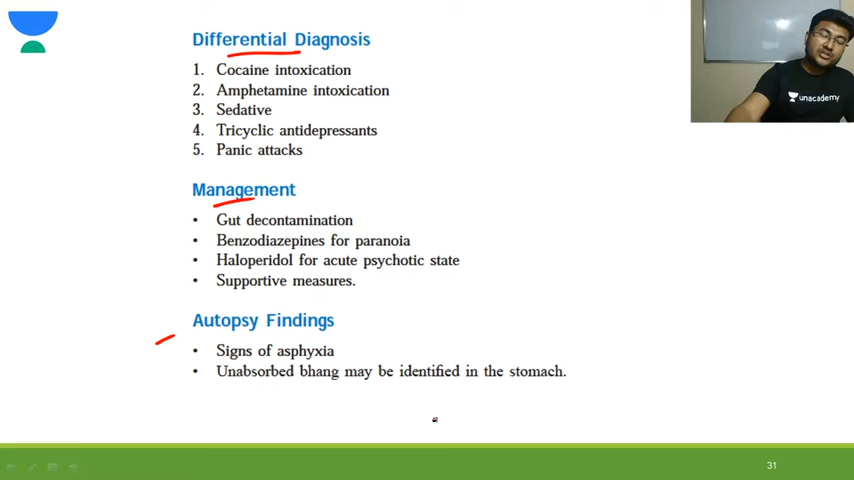 Differential Diagnosis
1. Cocaine intoxication
2. Amphetamine intoxication
3. Sedative
4. Tricyclic antidepressants
5. Panic attacks
Management
• Gut decontamination
• Benzodiazepines for paranoia
• Haloperidol for acute psychotic state
• Supportive measures.
Autopsy Findings
• Signs of asphyxia
• Unabsorbed bhang may be identified in the stomach.
unacademy
31